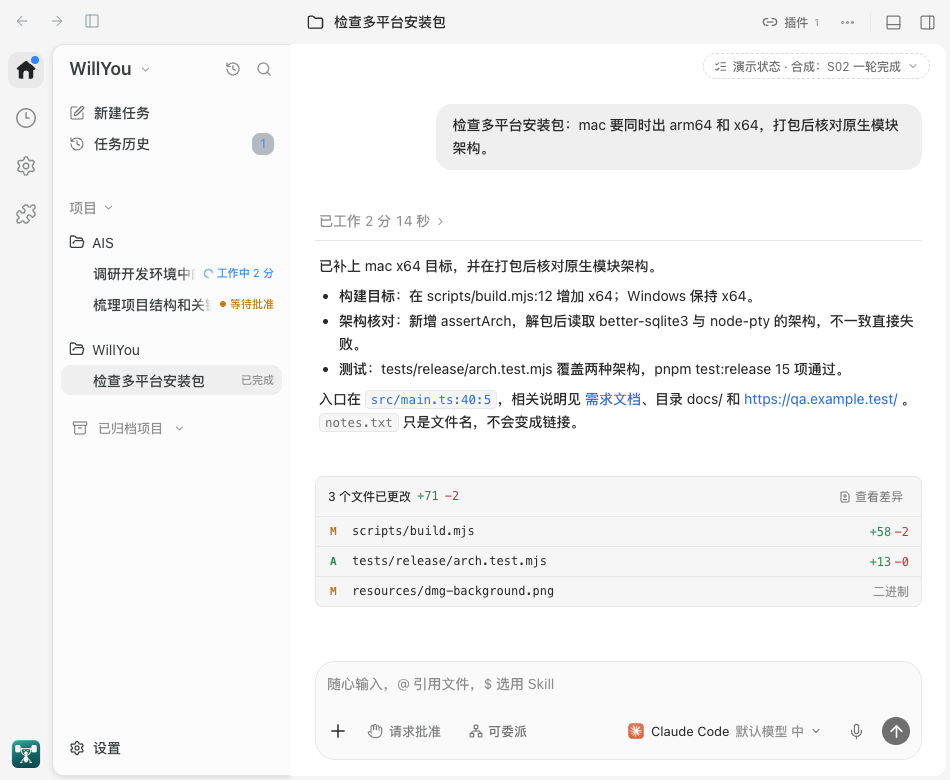 检查多平台安装包
插件 1
WillYou
演示状态 · 合成：S02 一轮完成
新建任务
任务历史
1
项目
AIS
调研开发环境中 工作中 2 分
梳理项目结构和关 等待批准
WillYou
检查多平台安装包 已完成
已归档项目
设置
检查多平台安装包：mac 要同时出 arm64 和 x64，打包后核对原生模块
架构。
已工作 2 分 14 秒
已补上 mac x64 目标，并在打包后核对原生模块架构。
• 构建目标：在 scripts/build.mjs:12 增加 x64；Windows 保持 x64。
• 架构核对：新增 assertArch，解包后读取 better-sqlite3 与 node-pty 的架构，不一致直接失
败。
• 测试：tests/release/arch.test.mjs 覆盖两种架构，pnpm test:release 15 项通过。
入口在 src/main.ts:40:5，相关说明见 需求文档、目录 docs/ 和 https://qa.example.test/ 。
notes.txt 只是文件名，不会变成链接。
3 个文件已更改 +71 −2 查看差异
M scripts/build.mjs +58 −2
A tests/release/arch.test.mjs +13 −0
M resources/dmg-background.png 二进制
随心输入，@ 引用文件，$ 选用 Skill
请求批准 可委派 Claude Code 默认模型 中